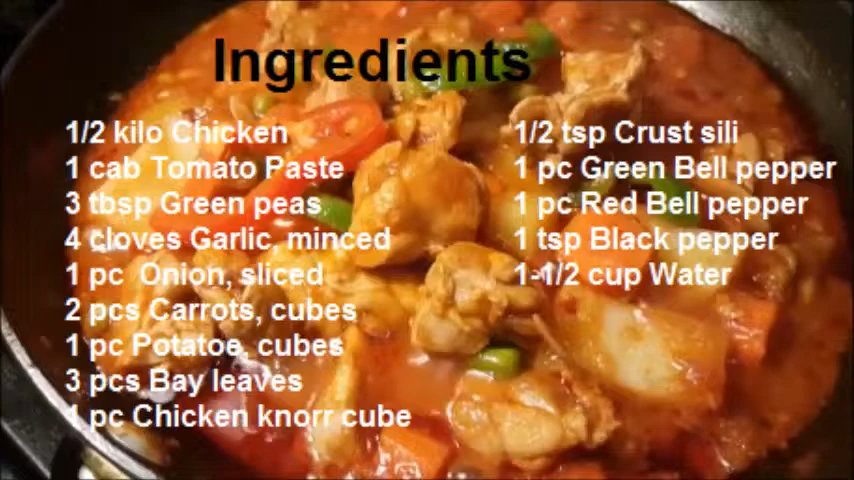 Ingredients
1/2 kilo Chicken
1 cab Tomato Paste
3 tbsp Green peas
4 cloves Garlic, minced
1 pc Onion, sliced
2 pcs Carrots, cubes
1 pc Potatoe, cubes
3 pcs Bay leaves
1 pc Chicken knorr cube
1/2 tsp Crust sili
1 pc Green Bell pepper
1 pc Red Bell pepper
1 tsp Black pepper
1-1/2 cup Water